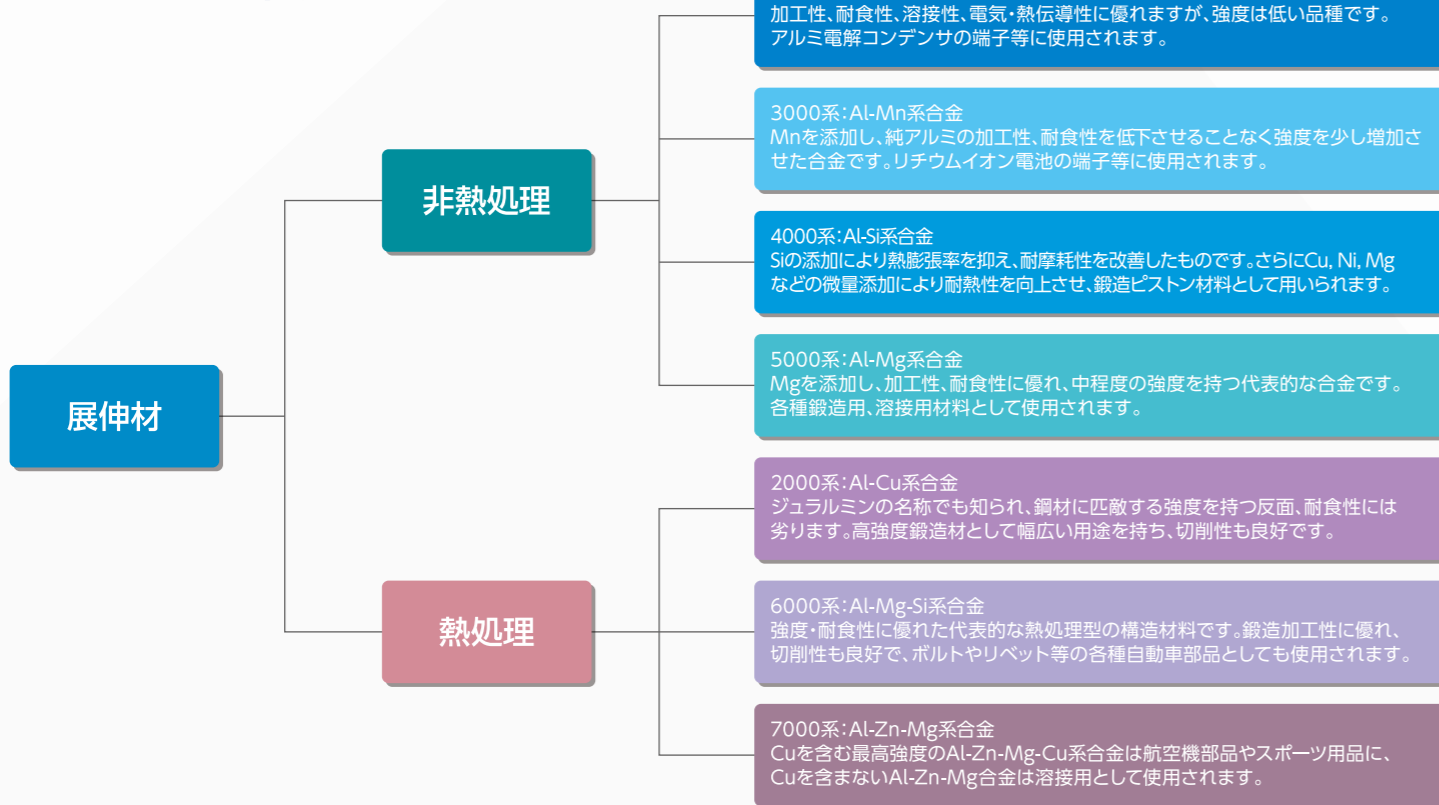 加工性、耐食性、溶接性、電気・熱伝導性に優れますが、強度は低い品種です。
アルミ電解コンデンサの端子等に使用されます。
3000系：Al-Mn系合金
Mnを添加し、純アルミの加工性、耐食性を低下させることなく強度を少し増加さ
せた合金です。リチウムイオン電池の端子等に使用されます。
非熱処理
4000系：Al-Si系合金
Siの添加により熱膨張率を抑え、耐摩耗性を改善したものです。さらにCu, Ni, Mg
などの微量添加により耐熱性を向上させ、鍛造ピストン材料として用いられます。
5000系：Al-Mg系合金
Mgを添加し、加工性、耐食性に優れ、中程度の強度を持つ代表的な合金です。
各種鍛造用、溶接用材料として使用されます。
展伸材
2000系：Al-Cu系合金
ジュラルミンの名称でも知られ、鋼材に匹敵する強度を持つ反面、耐食性には
劣ります。高強度鍛造材として幅広い用途を持ち、切削性も良好です。
熱処理
6000系：Al-Mg-Si系合金
強度・耐食性に優れた代表的な熱処理型の構造材料です。鍛造加工性に優れ、
切削性も良好で、ボルトやリベット等の各種自動車部品としても使用されます。
7000系：Al-Zn-Mg系合金
Cuを含む最高強度のAl-Zn-Mg-Cu系合金は航空機部品やスポーツ用品に、
Cuを含まないAl-Zn-Mg合金は溶接用として使用されます。